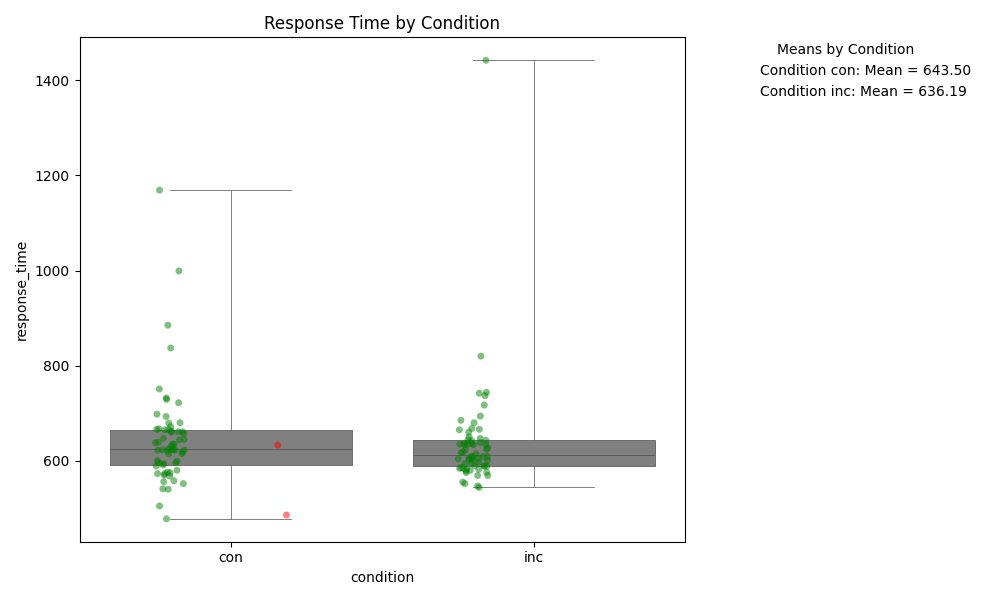 Response Time by Condition
Means by Condition
Condition con: Mean = 643.50
Condition inc: Mean = 636.19
response_time
1400
1200
1000
800
600
con
inc
condition